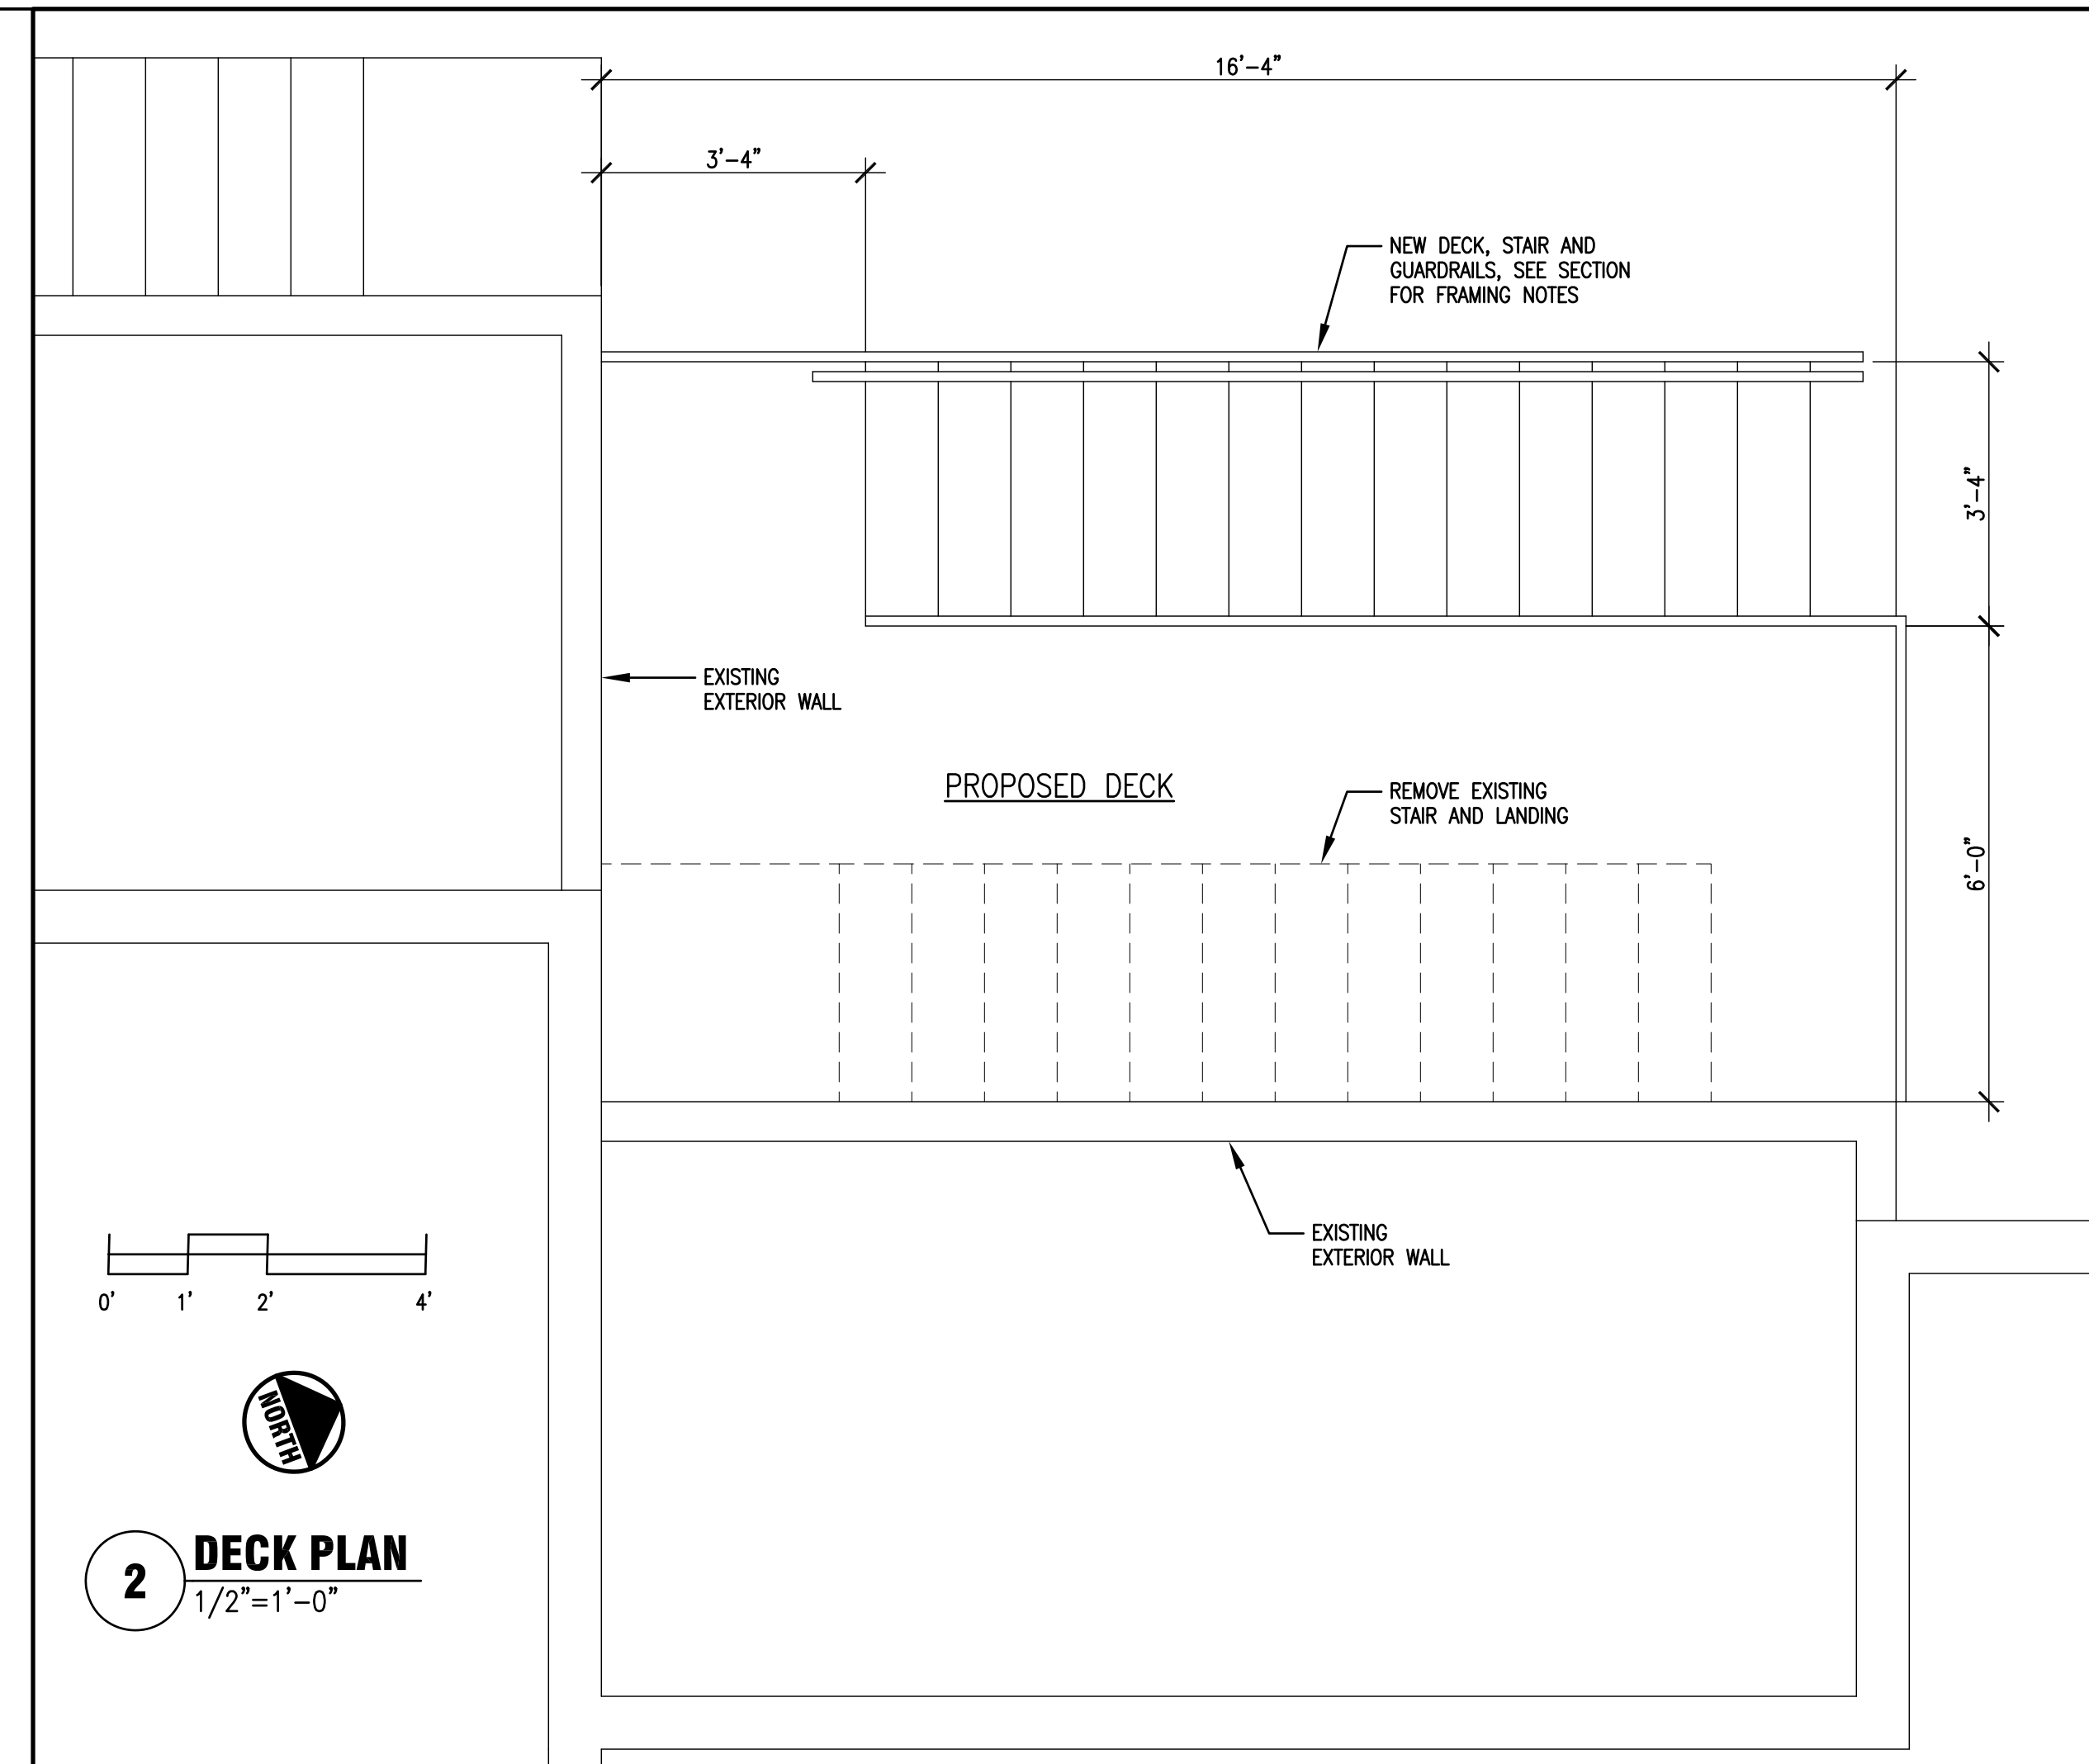 16'-4"
3'-4"
NEW DECK, STAIR AND
GUARDRAILS, SEE SECTION
FOR FRAMING NOTES
3'-4"
EXISTING
EXTERIOR WALL
PROPOSED DECK
REMOVE EXISTING
STAIR AND LANDING
6'-0"
EXISTING
EXTERIOR WALL
0' 1' 2' 4'
NORTH
2
DECK PLAN
1/2"=1'-0"